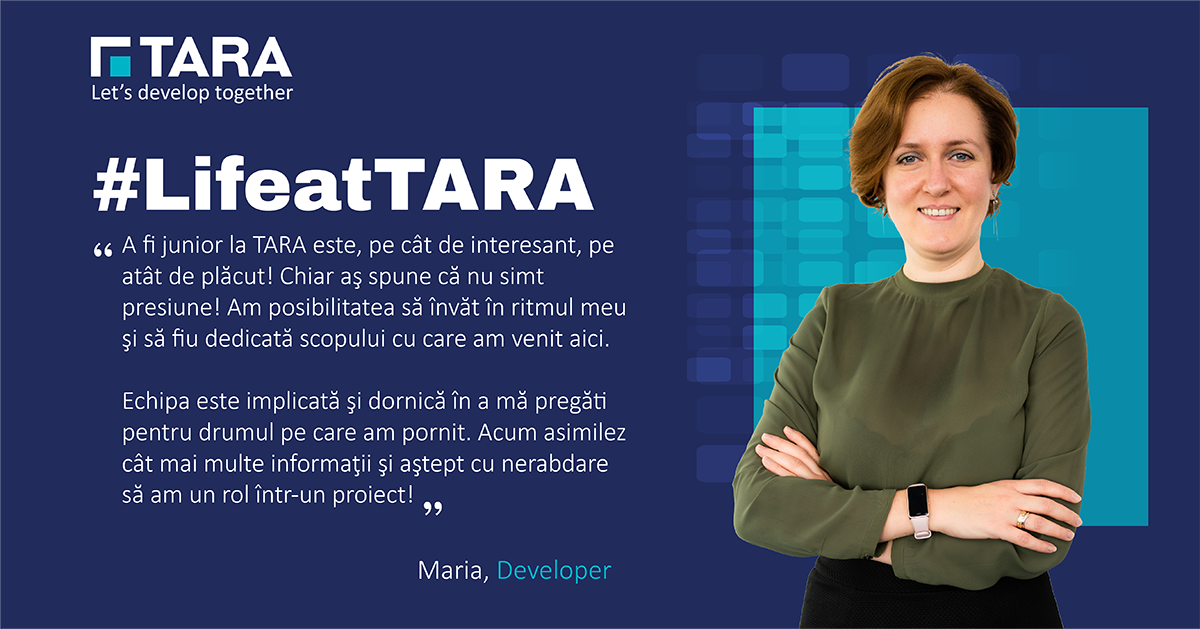 TARA
Let's develop together
#LifeatTARA
“ A fi junior la TARA este, pe cât de interesant, pe
atât de plăcut! Chiar aş spune că nu simt
presiune! Am posibilitatea să învăt în ritmul meu
şi să fiu dedicată scopului cu care am venit aici.
Echipa este implicată şi dornică în a mă pregăti
pentru drumul pe care am pornit. Acum asimilez
cât mai multe informaţii şi aştept cu nerabdare
să am un rol într-un proiect! ”
Maria, Developer